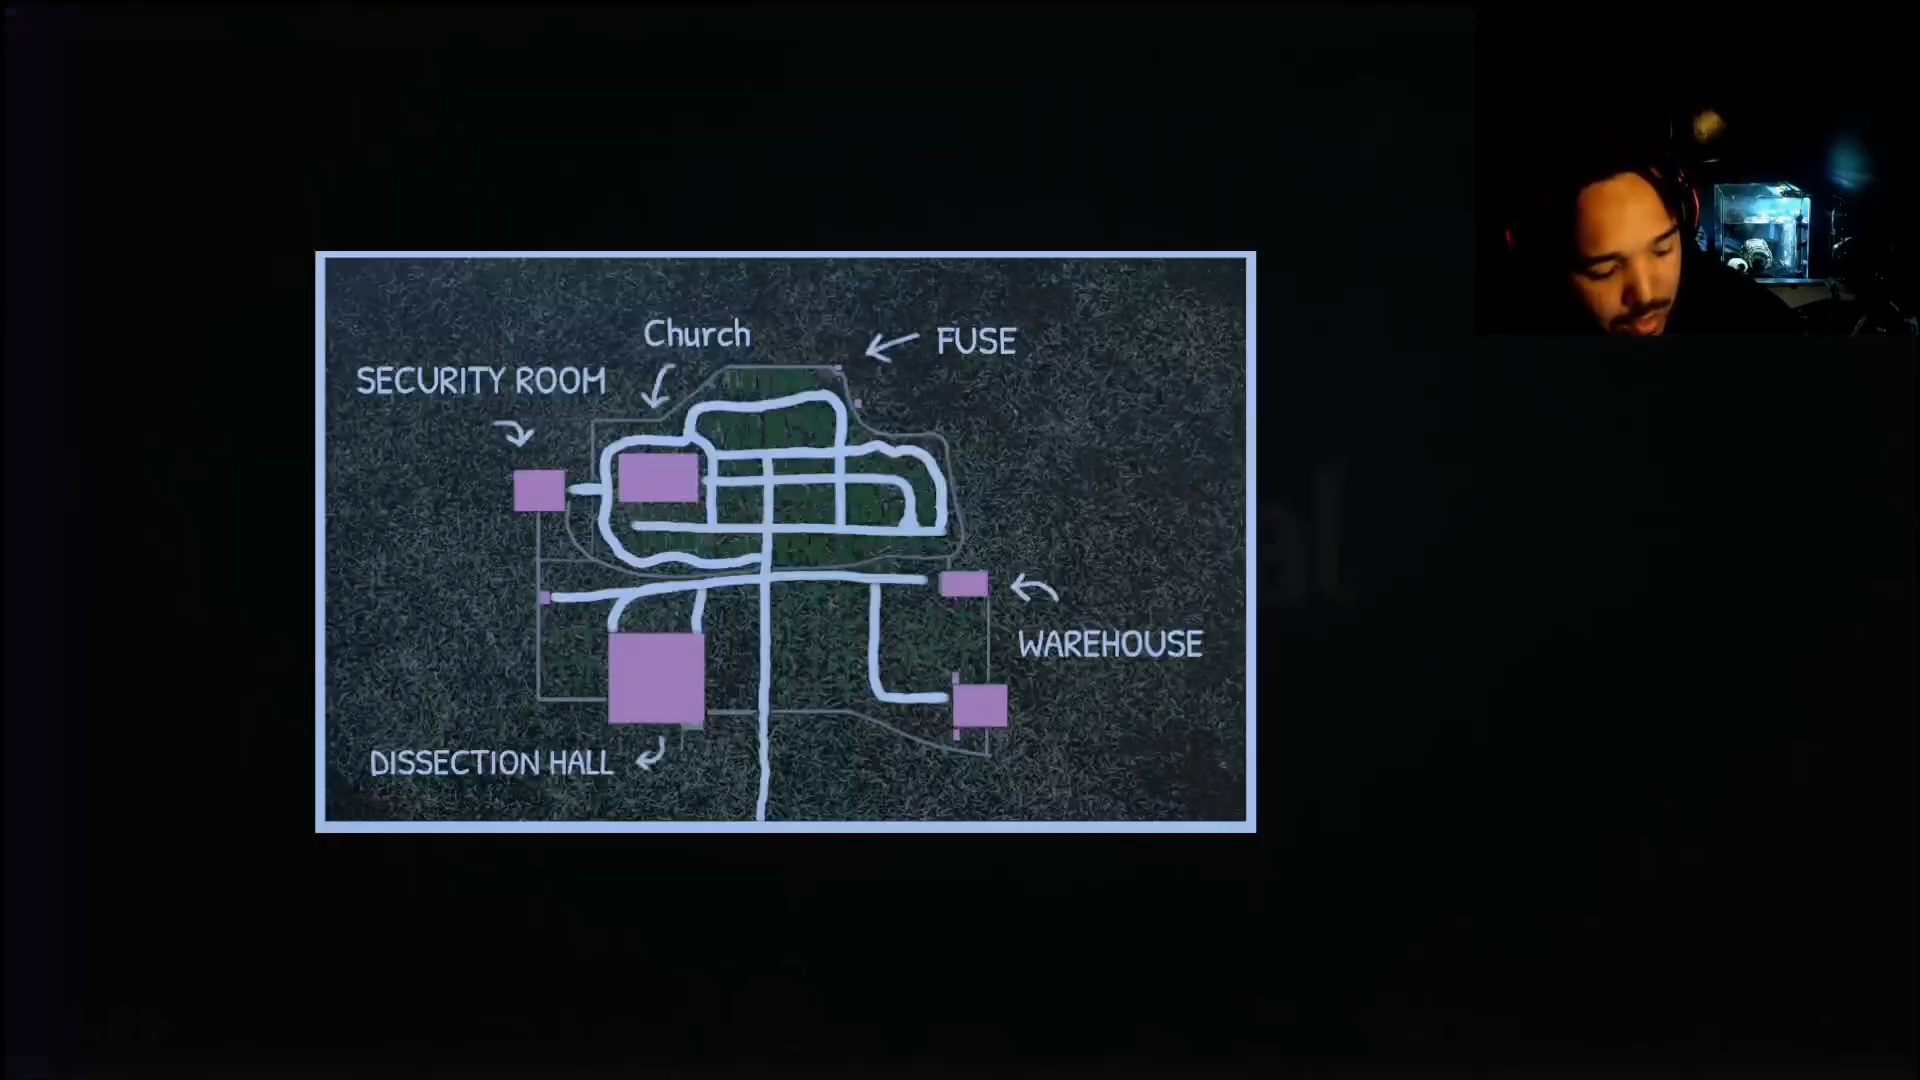 Church
FUSE
SECURITY ROOM
WAREHOUSE
DISSECTION HALL